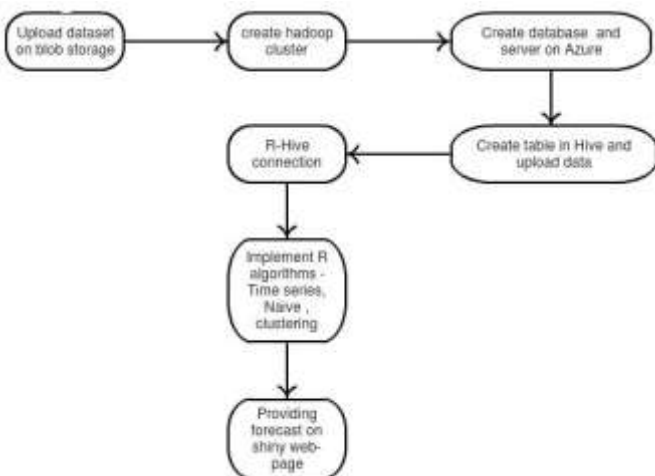 Upload dataset
on blob storage
create hadoop
cluster
Create database and
server on Azure
Create table in Hive and
upload data
R-Hive
connection
Implement R
algorithms -
Time series,
Naive ,
clustering
Providing
forecast on
shiny web-
page